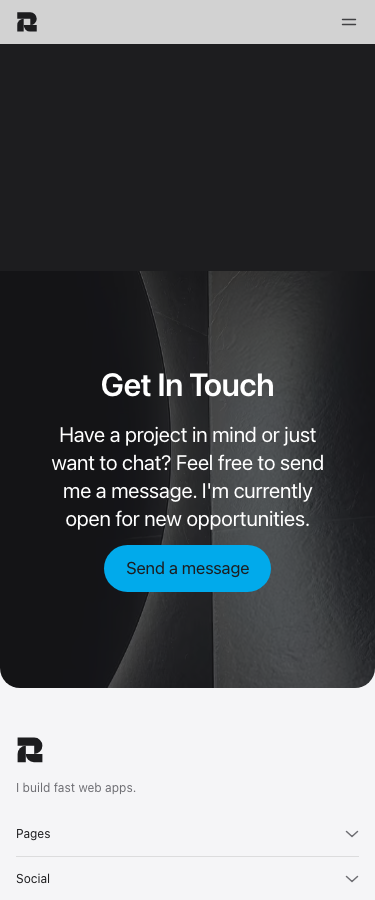 Get In Touch
Have a project in mind or just
want to chat? Feel free to send
me a message. I'm currently
open for new opportunities.
Send a message
I build fast web apps.
Pages
Social